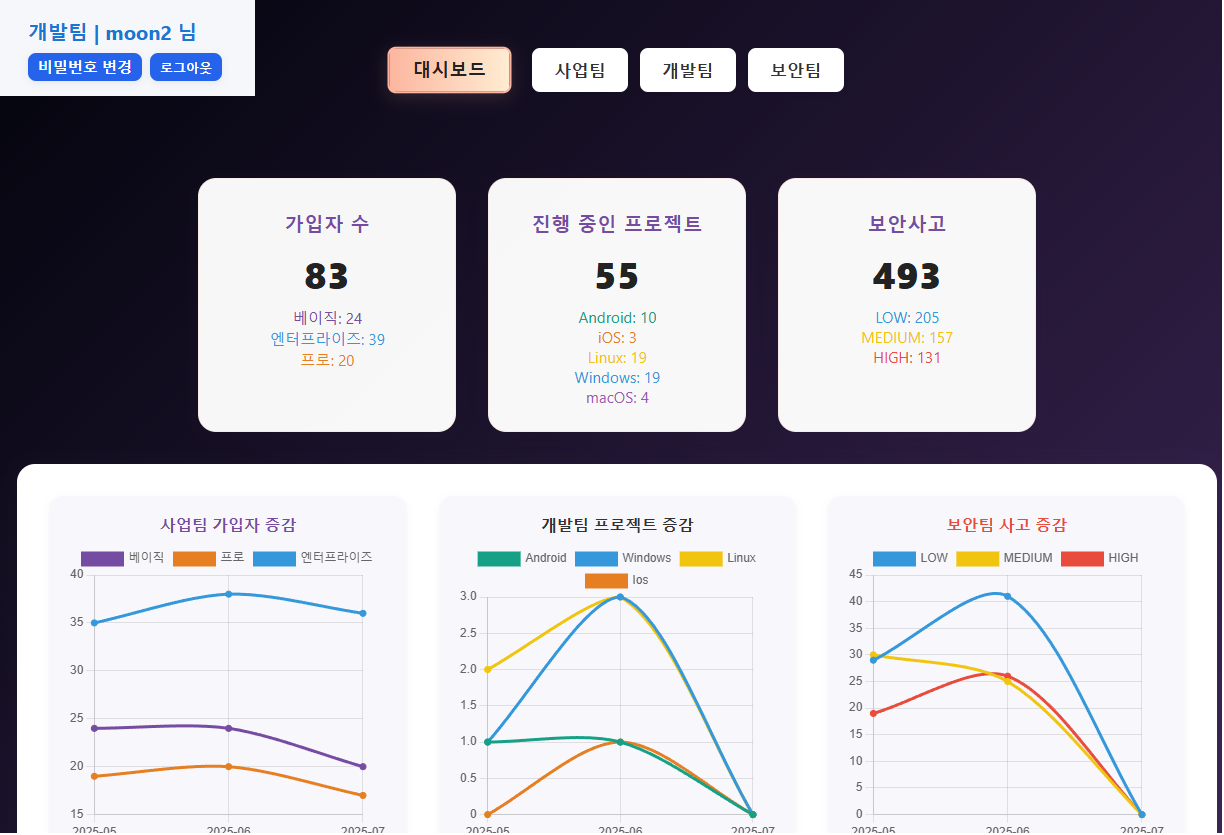 개발팀 | moon2 님
비밀번호 변경 로그아웃
대시보드 사업팀 개발팀 보안팀
가입자 수
83
베이직: 24
엔터프라이즈: 39
프로: 20
진행 중인 프로젝트
55
Android: 10
iOS: 3
Linux: 19
Windows: 19
macOS: 4
보안사고
493
LOW: 205
MEDIUM: 157
HIGH: 131
사업팀 가입자 증감
베이직 프로 엔터프라이즈
40
35
30
25
20
15
2025-05 2025-06 2025-07
개발팀 프로젝트 증감
Android Windows Linux
Ios
3.0
2.5
2.0
1.5
1.0
0.5
0
2025-05 2025-06 2025-07
보안팀 사고 증감
LOW MEDIUM HIGH
45
40
35
30
25
20
15
10
5
0
2025-05 2025-06 2025-07